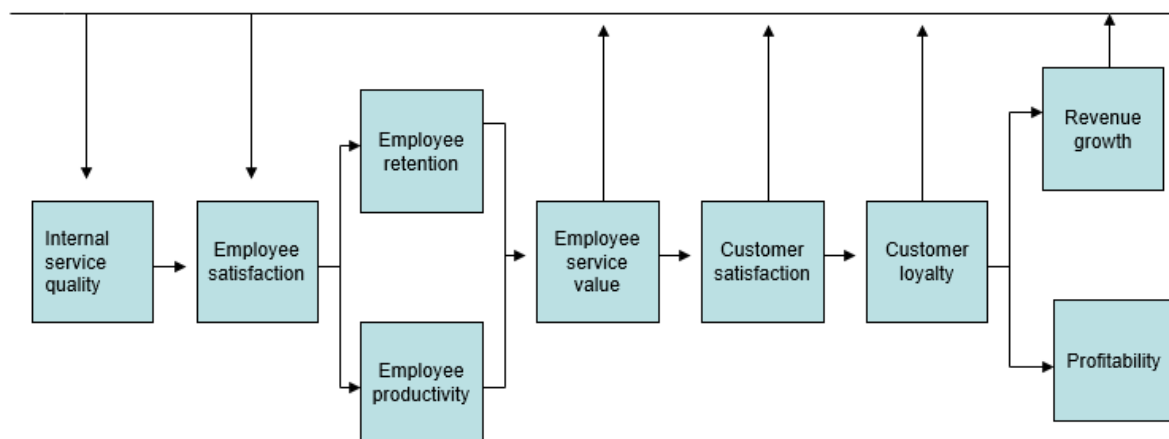 Internal
service
quality
Employee
satisfaction
Employee
retention
Employee
productivity
Employee
service
value
Customer
satisfaction
Customer
loyalty
Revenue
growth
Profitability